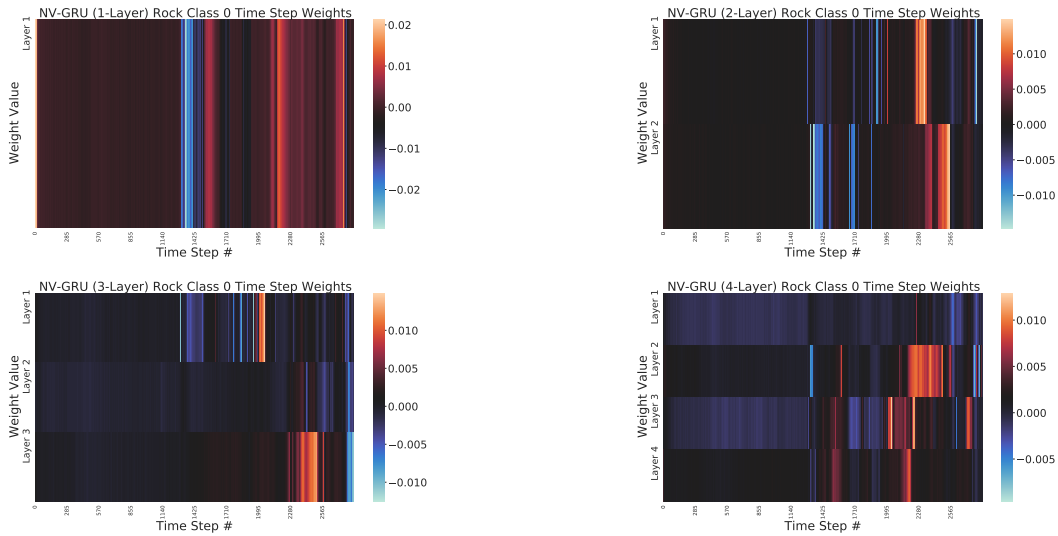 NV-GRU (1-Layer) Rock Class 0 Time Step Weights
Layer 1
Weight Value
0 285 570 855 1140 1425 1710 1995 2280 2565
Time Step #
0.02
0.01
0.00
−0.01
−0.02
NV-GRU (2-Layer) Rock Class 0 Time Step Weights
Layer 1
Layer 2
Weight Value
0 285 570 855 1140 1425 1710 1995 2280 2565
Time Step #
0.010
0.005
0.000
−0.005
−0.010
NV-GRU (3-Layer) Rock Class 0 Time Step Weights
Layer 1
Layer 2
Layer 3
Weight Value
0 285 570 855 1140 1425 1710 1995 2280 2565
Time Step #
0.010
0.005
0.000
−0.005
−0.010
NV-GRU (4-Layer) Rock Class 0 Time Step Weights
Layer 1
Layer 2
Layer 3
Layer 4
Weight Value
0 285 570 855 1140 1425 1710 1995 2280 2565
Time Step #
0.010
0.005
0.000
−0.005